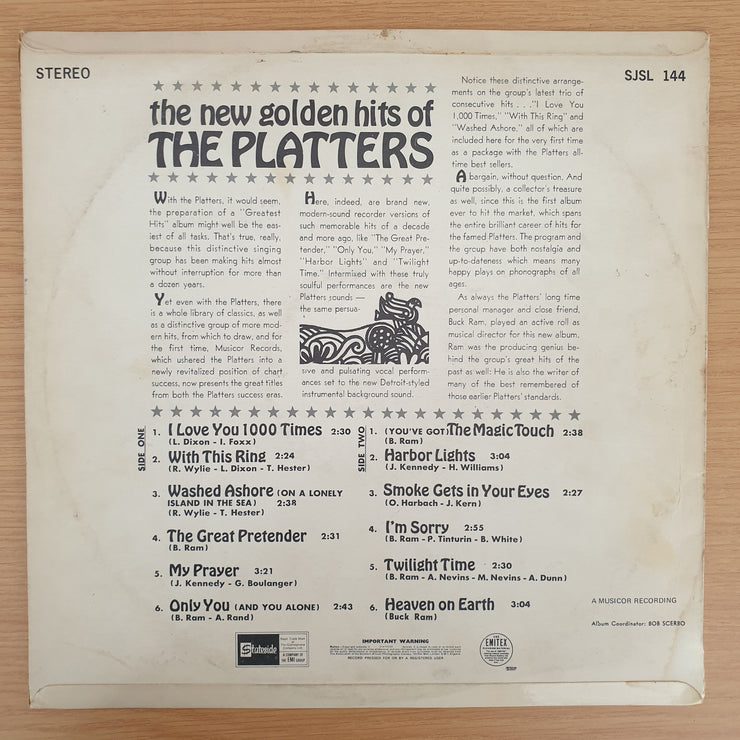 STEREO
SJSL 144
the new golden hits of
THE PLATTERS
With the Platters, it would seem,
the preparation of a "Greatest
Hits" album might well be the eas-
iest of all tasks. That's true, really,
because this distinctive singing
group has been making hits almost
without interruption for more than
a dozen years.
Yet even with the Platters, there
is a whole library of classics, as well
as a distinctive group of more mod-
ern hits, from which to draw, and for
the first time, Musicor Records,
which ushered the Platters into a
newly revitalized position of chart
success, now presents the great titles
from both the Platters success eras.
Here, indeed, are brand new,
modern-sound recorder versions of
such memorable hits of a decade
and more ago, like "The Great Pre-
tender," "Only You," "My Prayer,"
"Harbor Lights" and "Twilight
Time." Intermixed with these truly
soulful performances are the new
Platters sounds —
the same persua-
sive and pulsating vocal perform-
ances set to the new Detroit-styled
instrumental background sound.
Notice these distinctive arrange-
ments on the group's latest trio of
consecutive hits . . ."I Love You
1,000 Times," "With This Ring" and
"Washed Ashore," all of which are
included here for the very first time
as a package with the Platters all-
time best sellers.
A bargain, without question. And
quite possibly, a collector's treasure
as well, since this is the first album
ever to hit the market, which spans
the entire brilliant career of hits for
the famed Platters. The program and
the group have both nostalgia and
up-to-dateness which means many
happy plays on phonographs of all
ages.
As always the Platters' long time
personal manager and close friend,
Buck Ram, played an active roll as
musical director for this new album.
Ram was the producing genius be-
hind the group's great hits of the
past as well: He is also the writer of
many of the best remembered of
those earlier Platters' standards.
SIDE ONE
1. I Love You 1000 Times 2:30
(L. Dixon - I. Foxx)
2. With This Ring 2:24
(R. Wylie - L. Dixon - T. Hester)
3. Washed Ashore (ON A LONELY
ISLAND IN THE SEA) 2:38
(R. Wylie - T. Hester)
4. The Great Pretender 2:31
(B. Ram)
5. My Prayer 3:21
(J. Kennedy - G. Boulanger)
6. Only You (AND YOU ALONE) 2:43
(B. Ram - A. Rand)
SIDE TWO
1. (YOU'VE GOT) The Magic Touch 2:38
(B. Ram)
2. Harbor Lights 3:04
(J. Kennedy - H. Williams)
3. Smoke Gets in Your Eyes 2:27
(O. Harbach - J. Kern)
4. I'm Sorry 2:55
(B. Ram - P. Tinturin - B. White)
5. Twilight Time 2:30
(B. Ram - A. Nevins - M. Nevins - A. Dunn)
6. Heaven on Earth 3:04
(Buck Ram)
A MUSICOR RECORDING
Album Coordinator: BOB SCERBO
Stateside
A COMPANY OF
THE EMI GROUP
IMPORTANT WARNING
RECORD PRESSED FOR OR BY A REGISTERED USER
EMITEX